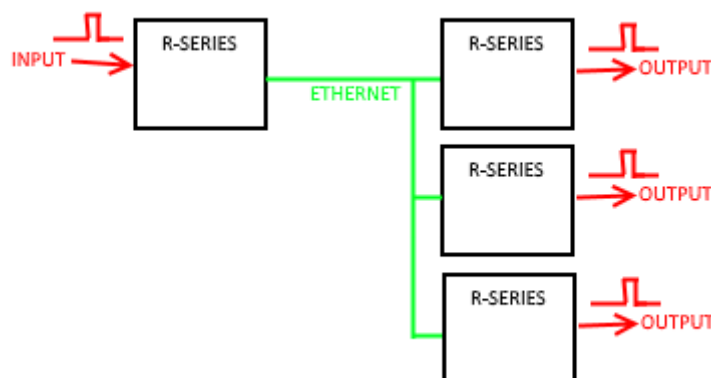 R-SERIES
INPUT
ETHERNET
R-SERIES
OUTPUT
R-SERIES
OUTPUT
R-SERIES
OUTPUT